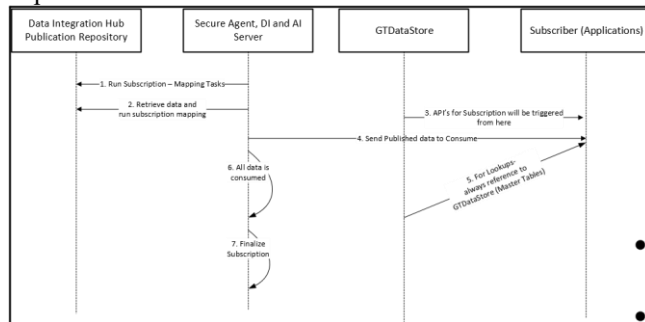 Data Integration Hub
Publication Repository
Secure Agent, DI and AI
Server
GTDataStore
Subscriber (Applications)
1. Run Subscription – Mapping Tasks
2. Retrieve data and
run subscription mapping
3. API's for Subscription will be triggered
from here
4. Send Published data to Consume
5. For Lookups-
always reference to
GTDataStore (Master Tables)
6. All data is
consumed
7. Finalize
Subscription